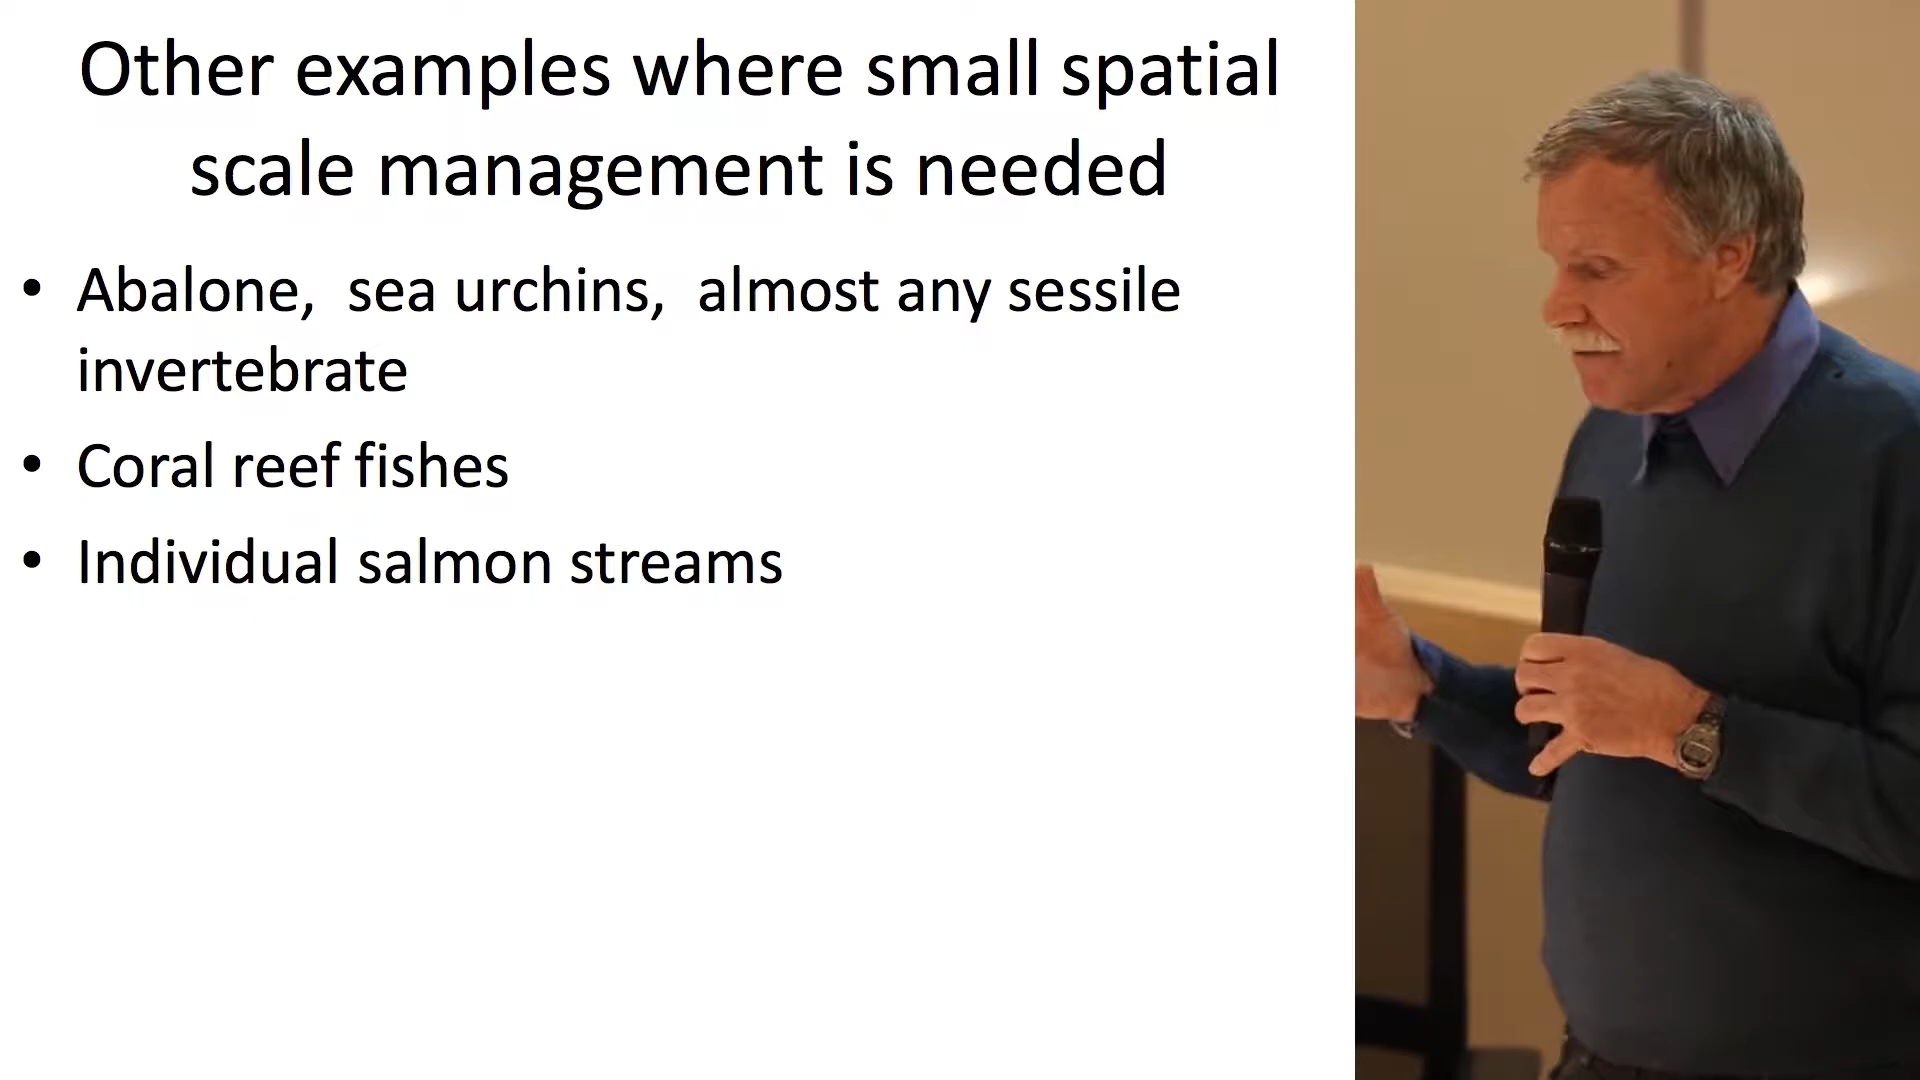 Other examples where small spatial
scale management is needed
• Abalone,  sea urchins,  almost any sessile
invertebrate
• Coral reef fishes
• Individual salmon streams